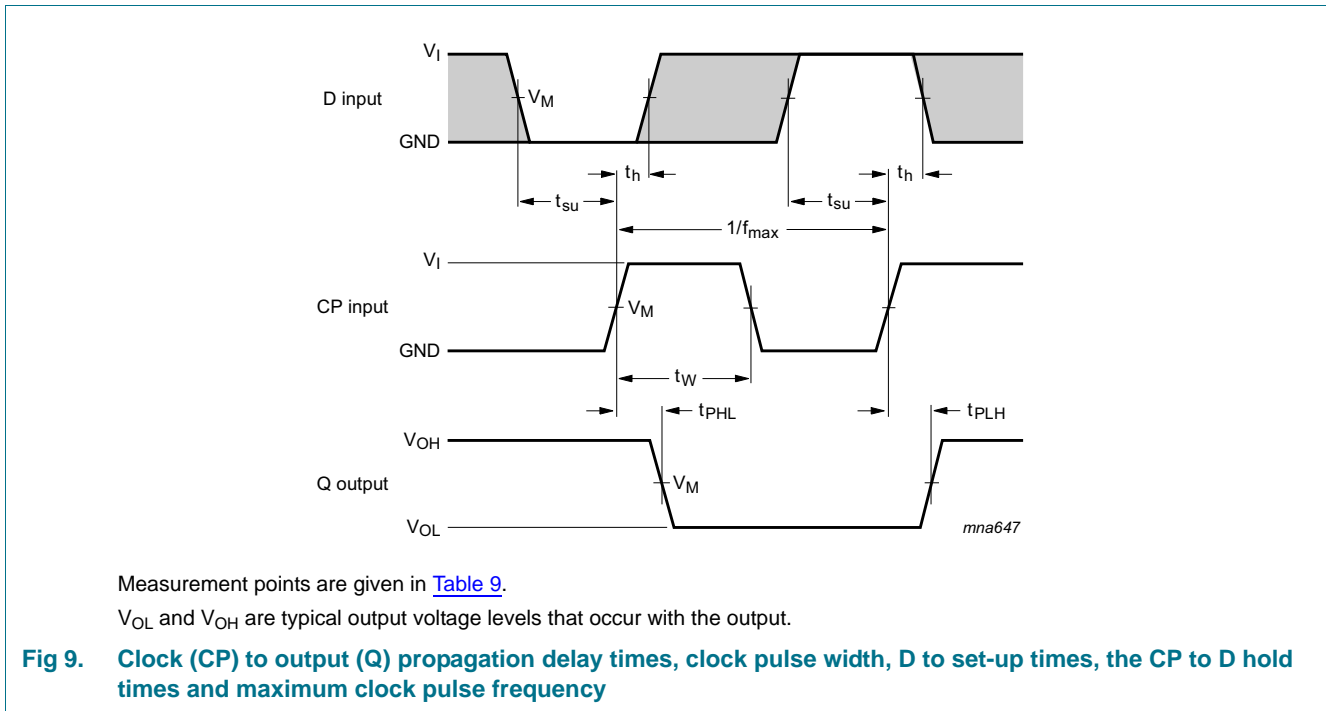 V_I
D input
V_M
GND
t_h
t_h
t_su
t_su
1/f_max
V_I
CP input
V_M
GND
t_W
t_PHL
t_PLH
V_OH
Q output
V_M
V_OL
mna647
Measurement points are given in Table 9.
V_OL and V_OH are typical output voltage levels that occur with the output.
Fig 9. Clock (CP) to output (Q) propagation delay times, clock pulse width, D to set-up times, the CP to D hold
times and maximum clock pulse frequency